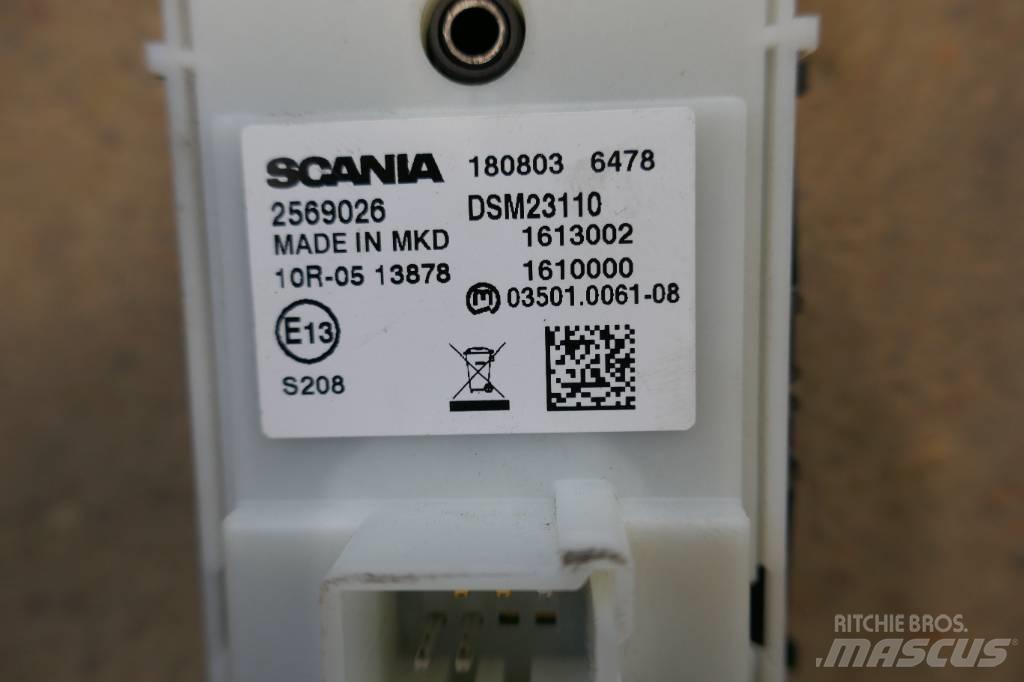 SCANIA 180803 6478
2569026 DSM23110
MADE IN MKD 1613002
10R-05 13878 1610000
03501.0061-08
E13
S208
RITCHIE BROS.
MASCUS